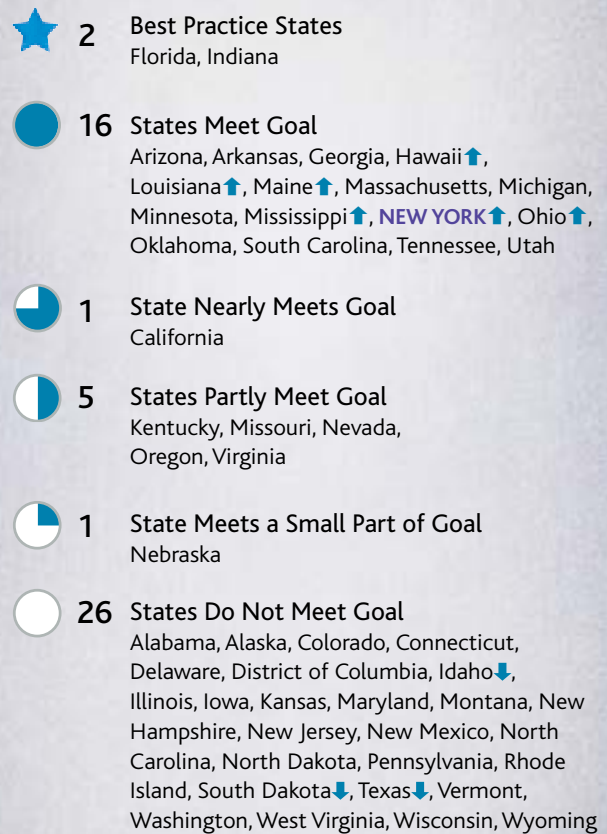 2 Best Practice States
Florida, Indiana
16 States Meet Goal
Arizona, Arkansas, Georgia, Hawaii⬆,
Louisiana⬆, Maine⬆, Massachusetts, Michigan,
Minnesota, Mississippi⬆, NEW YORK⬆, Ohio⬆,
Oklahoma, South Carolina, Tennessee, Utah
1 State Nearly Meets Goal
California
5 States Partly Meet Goal
Kentucky, Missouri, Nevada,
Oregon, Virginia
1 State Meets a Small Part of Goal
Nebraska
26 States Do Not Meet Goal
Alabama, Alaska, Colorado, Connecticut,
Delaware, District of Columbia, Idaho⬇,
Illinois, Iowa, Kansas, Maryland, Montana, New
Hampshire, New Jersey, New Mexico, North
Carolina, North Dakota, Pennsylvania, Rhode
Island, South Dakota⬇, Texas⬇, Vermont,
Washington, West Virginia, Wisconsin, Wyoming